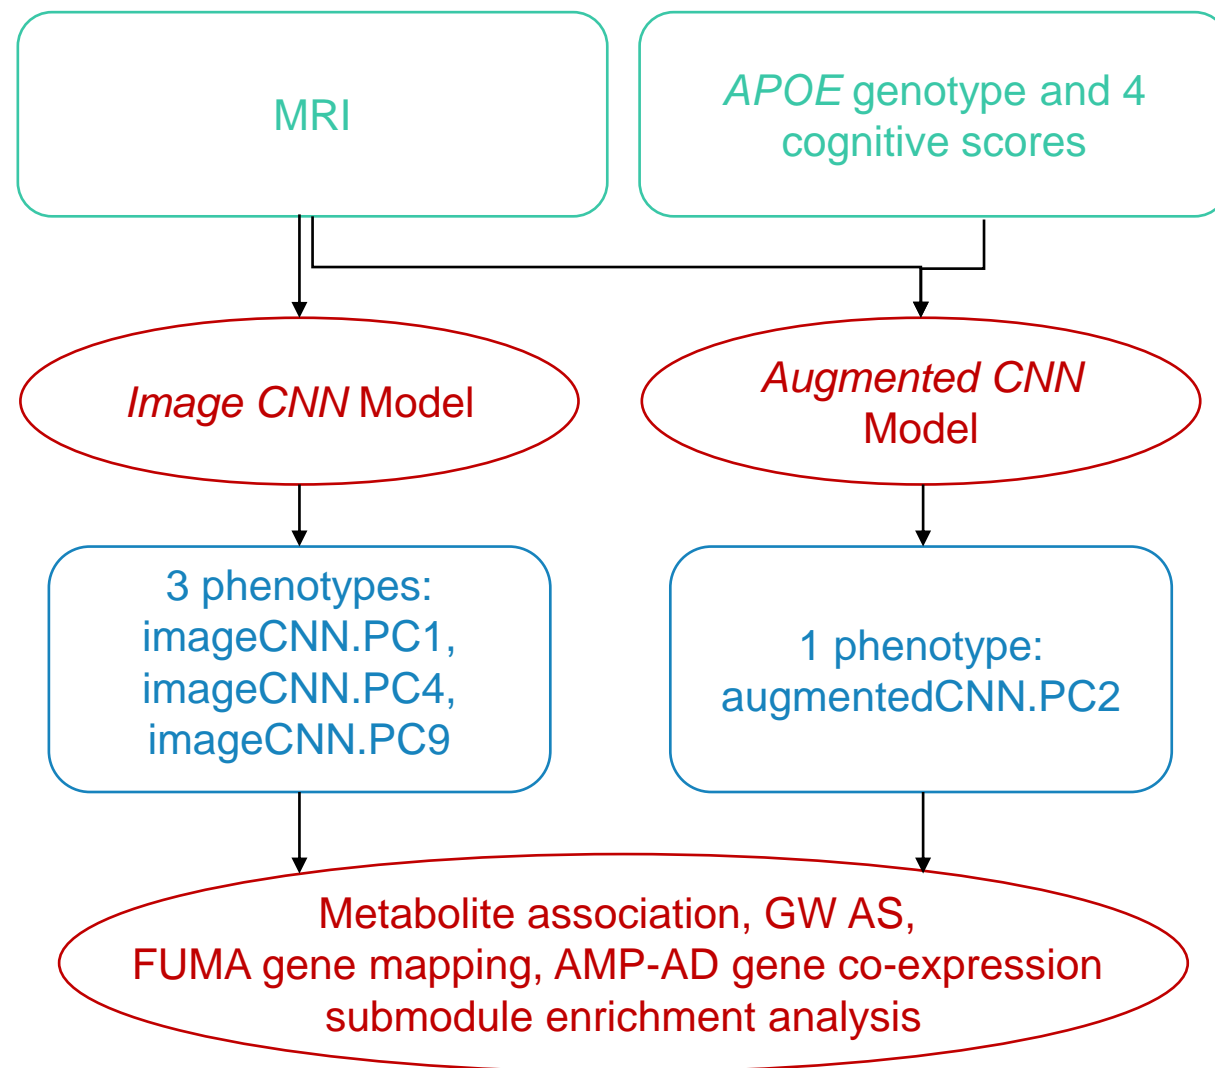 MRI
APOE genotype and 4
cognitive scores
Image CNN Model
Augmented CNN
Model
3 phenotypes:
imageCNN.PC1,
imageCNN.PC4,
imageCNN.PC9
1 phenotype:
augmentedCNN.PC2
Metabolite association, GW AS,
FUMA gene mapping, AMP-AD gene co-expression
submodule enrichment analysis